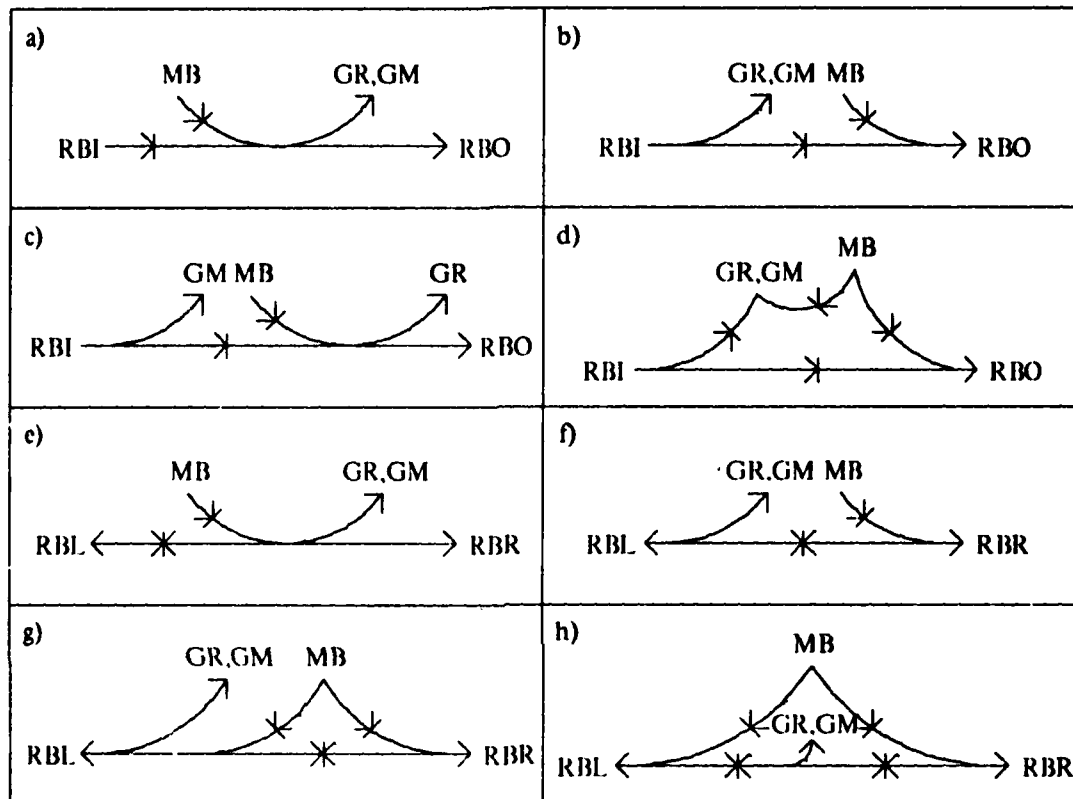 a)
MB GR,GM
RBI RBO
b)
GR,GM MB
RBI RBO
c)
GM MB GR
RBI RBO
d)
MB
GR,GM
RBI RBO
e)
MB GR,GM
RBL RBR
f)
GR,GM MB
RBL RBR
g)
GR,GM MB
RBL RBR
h)
MB
GR,GM
RBL RBR